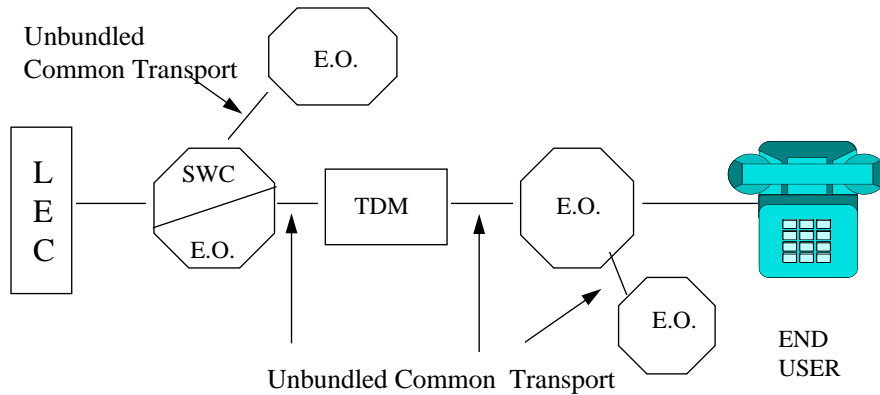 Unbundled
Common Transport
E.O.
L
E
C
SWC
E.O.
TDM
E.O.
E.O.
END
USER
Unbundled Common Transport